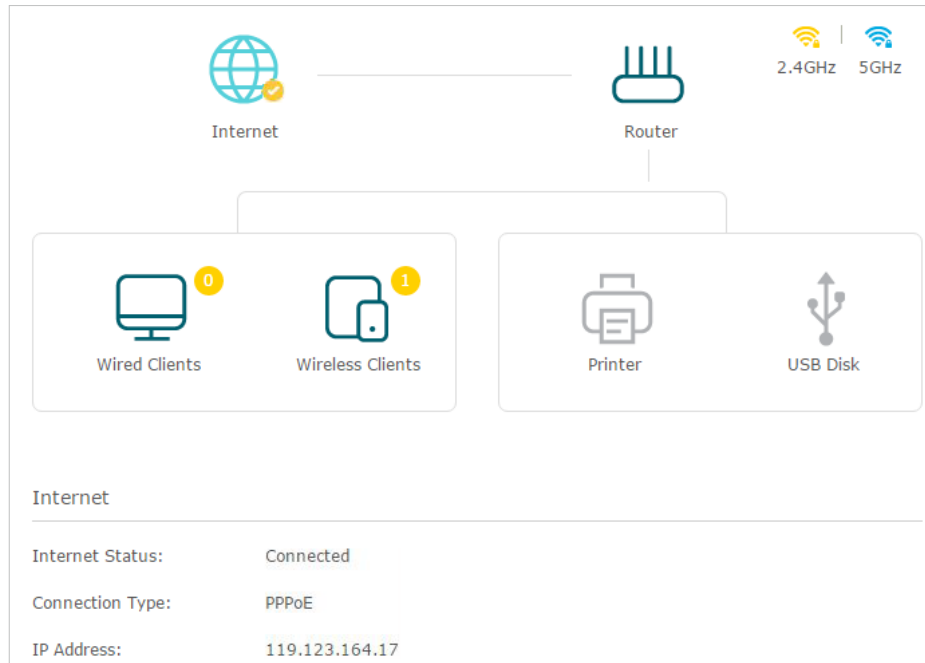 2.4GHz 5GHz
Internet Router
0 1
Wired Clients Wireless Clients Printer USB Disk
Internet
Internet Status: Connected
Connection Type: PPPoE
IP Address: 119.123.164.17